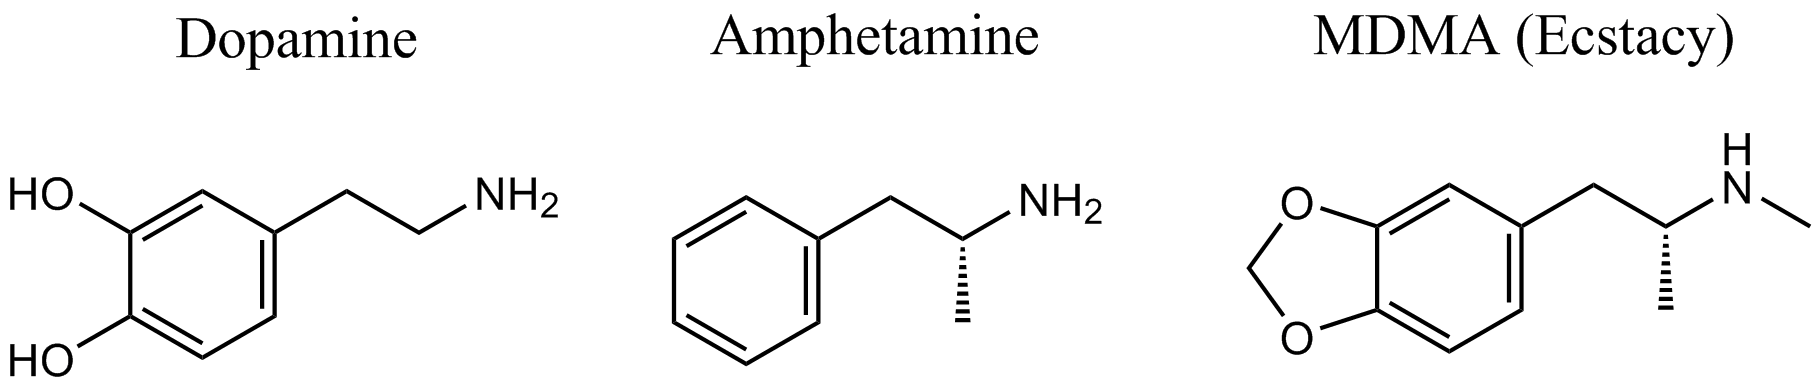 Dopamine Amphetamine MDMA (Ecstacy)
H
HO NH2 NH2 O N
HO O